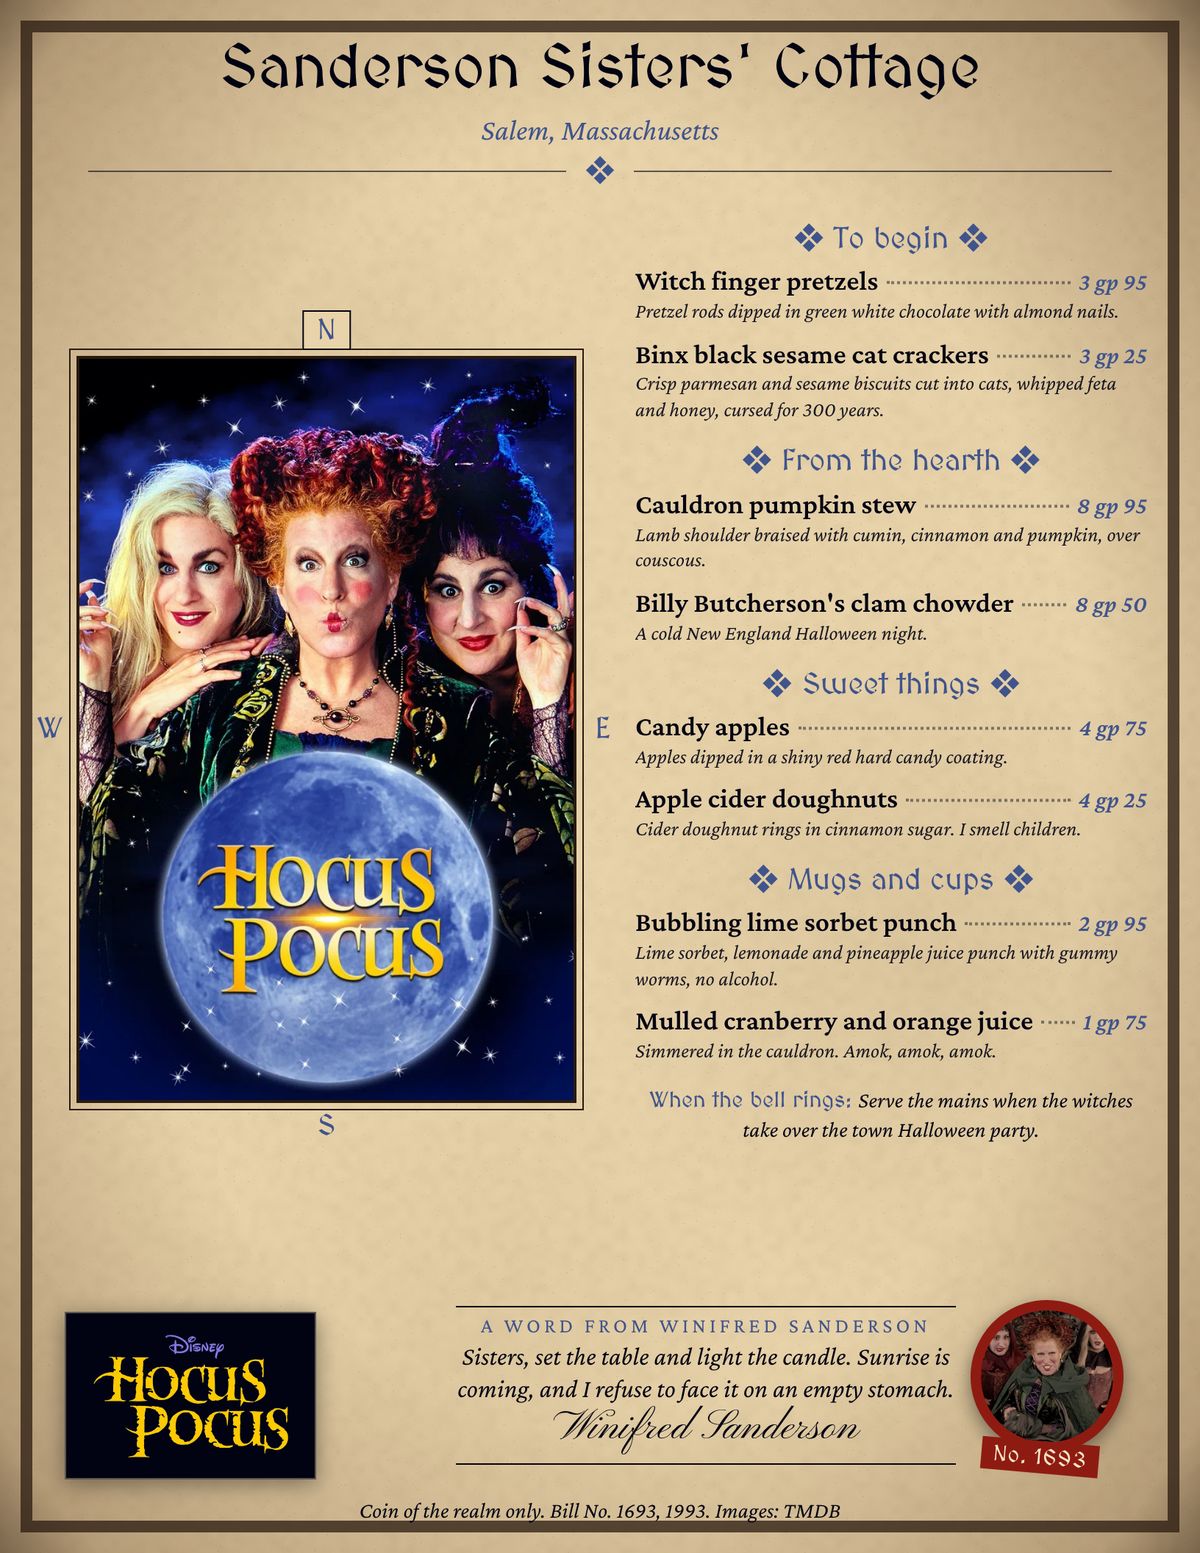 Sanderson Sisters' Cottage
Salem, Massachusetts
N
W
E
S
HOCUS
POCUS
To begin
Witch finger pretzels 3 gp 95
Pretzel rods dipped in green white chocolate with almond nails.
Binx black sesame cat crackers 3 gp 25
Crisp parmesan and sesame biscuits cut into cats, whipped feta
and honey, cursed for 300 years.
From the hearth
Cauldron pumpkin stew 8 gp 95
Lamb shoulder braised with cumin, cinnamon and pumpkin, over
couscous.
Billy Butcherson's clam chowder 8 gp 50
A cold New England Halloween night.
Sweet things
Candy apples 4 gp 75
Apples dipped in a shiny red hard candy coating.
Apple cider doughnuts 4 gp 25
Cider doughnut rings in cinnamon sugar. I smell children.
Mugs and cups
Bubbling lime sorbet punch 2 gp 95
Lime sorbet, lemonade and pineapple juice punch with gummy
worms, no alcohol.
Mulled cranberry and orange juice 1 gp 75
Simmered in the cauldron. Amok, amok, amok.
When the bell rings: Serve the mains when the witches
take over the town Halloween party.
Disney
HOCUS
POCUS
A WORD FROM WINIFRED SANDERSON
Sisters, set the table and light the candle. Sunrise is
coming, and I refuse to face it on an empty stomach.
Winifred Sanderson
No. 1693
Coin of the realm only. Bill No. 1693, 1993. Images: TMDB